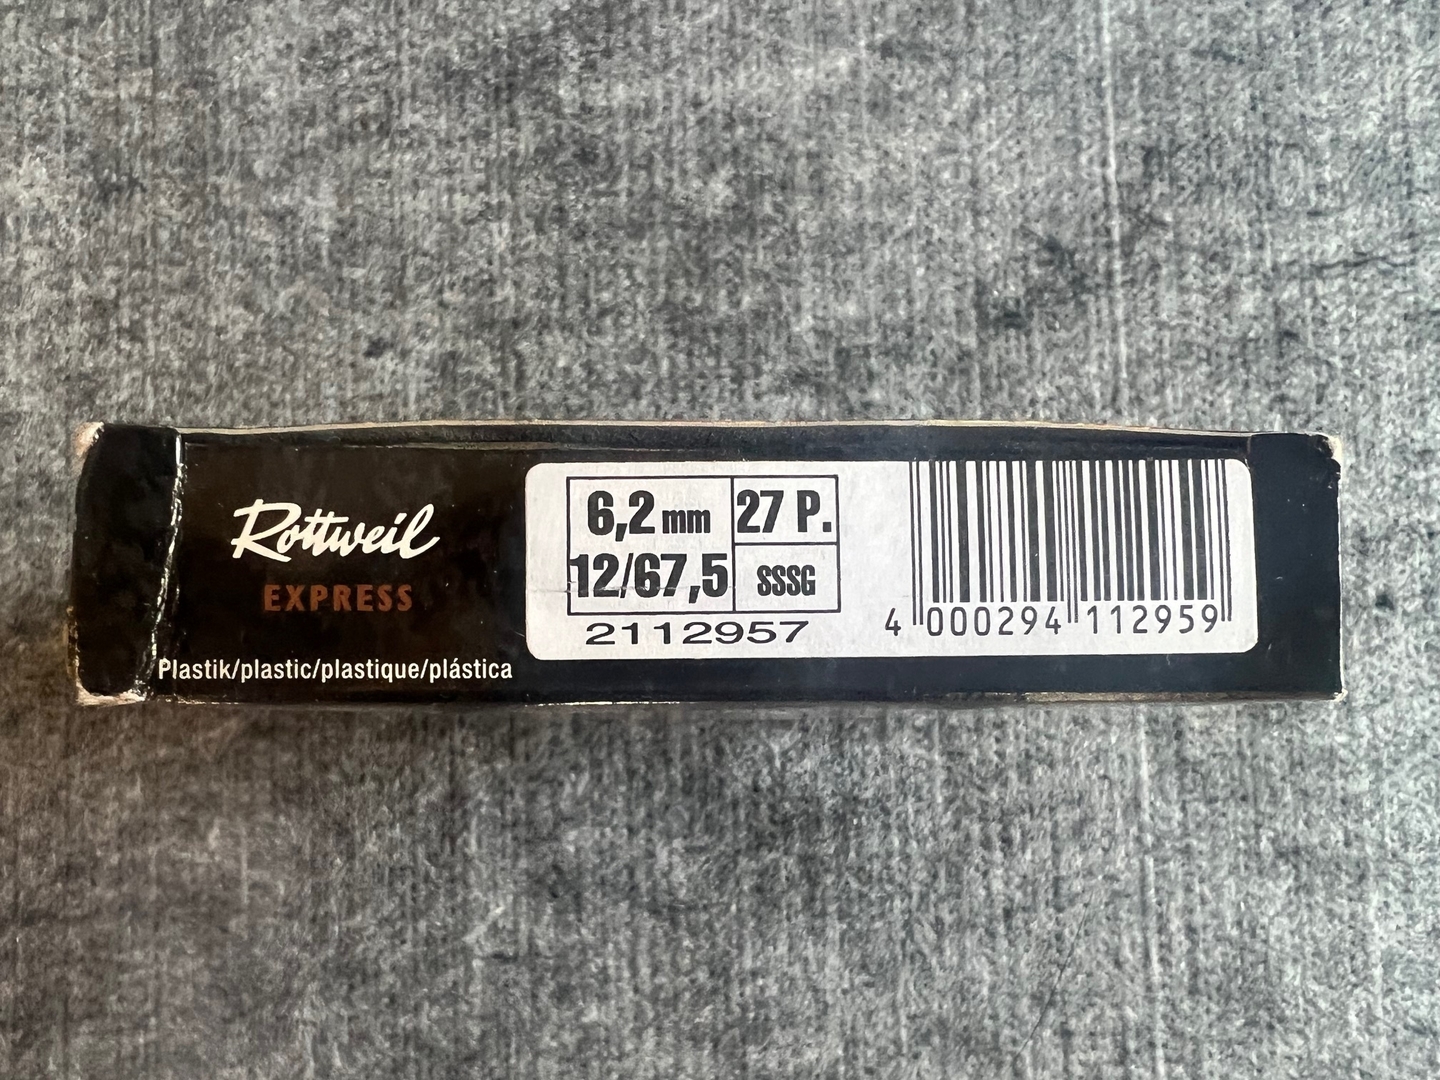 Rottweil
EXPRESS
Plastik/plastic/plastique/plástica
6,2 mm 27 P.
12/67,5 SSSG
2112957
4 000294 112959